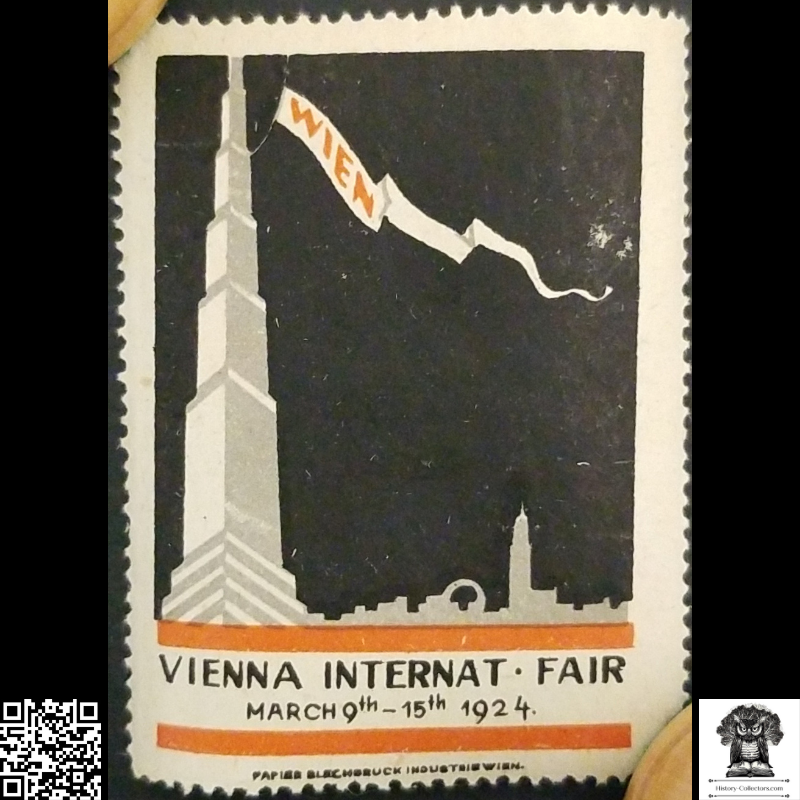 WIEN
VIENNA INTERNAT · FAIR
MARCH 9th – 15th 1924.
PAPIER BLECHDRUCK INDUSTRIE WIEN.
History-Collectors.com